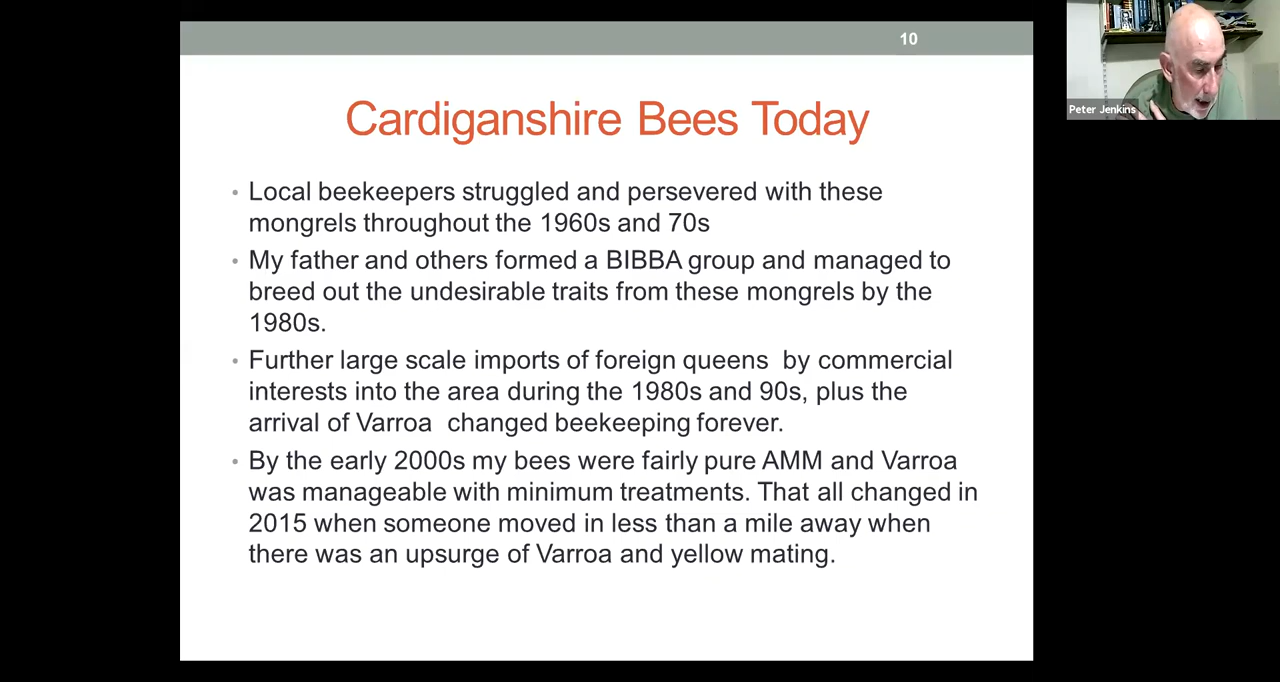 10
Peter Jenkins
Cardiganshire Bees Today
• Local beekeepers struggled and persevered with these
mongrels throughout the 1960s and 70s
• My father and others formed a BIBBA group and managed to
breed out the undesirable traits from these mongrels by the
1980s.
• Further large scale imports of foreign queens  by commercial
interests into the area during the 1980s and 90s, plus the
arrival of Varroa  changed beekeeping forever.
• By the early 2000s my bees were fairly pure AMM and Varroa
was manageable with minimum treatments. That all changed in
2015 when someone moved in less than a mile away when
there was an upsurge of Varroa and yellow mating.